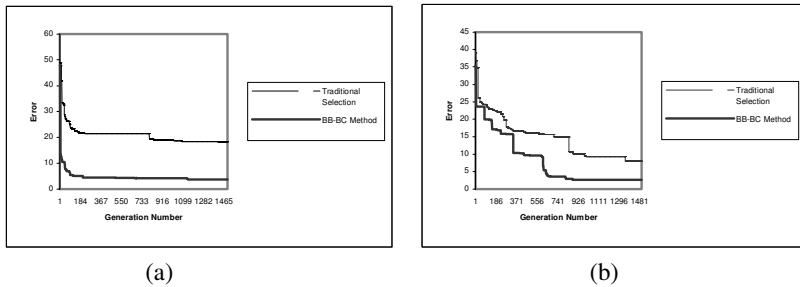 60
50
40
30
20
10
0
Error
1 184 367 550 733 916 1099 1282 1465
Generation Number
Traditional
Selection
BB-BC Method
(a)
45
40
35
30
25
20
15
10
5
0
Error
1 186 371 556 741 926 1111 1296 1481
Generation Number
Traditional
Selection
BB-BC Method
(b)